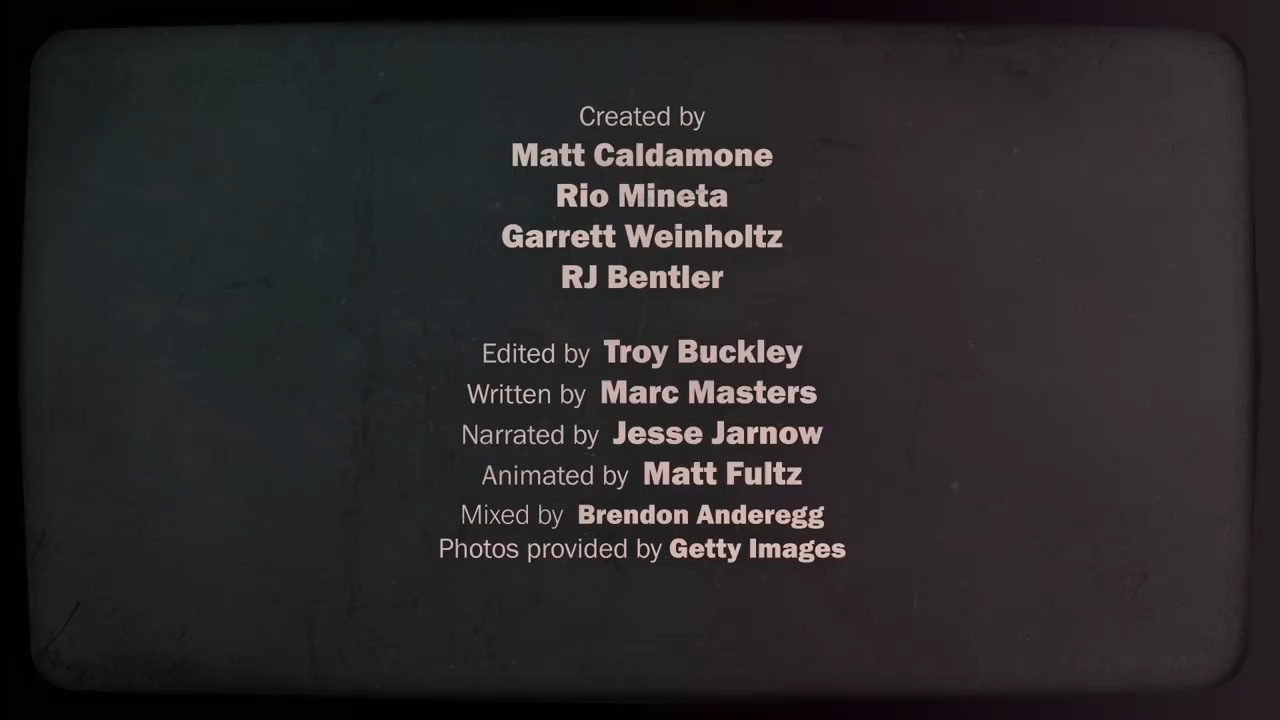 Created by
Matt Caldamone
Rio Mineta
Garrett Weinholtz
RJ Bentler
Edited by Troy Buckley
Written by Marc Masters
Narrated by Jesse Jarnow
Animated by Matt Fultz
Mixed by Brendon Anderegg
Photos provided by Getty Images